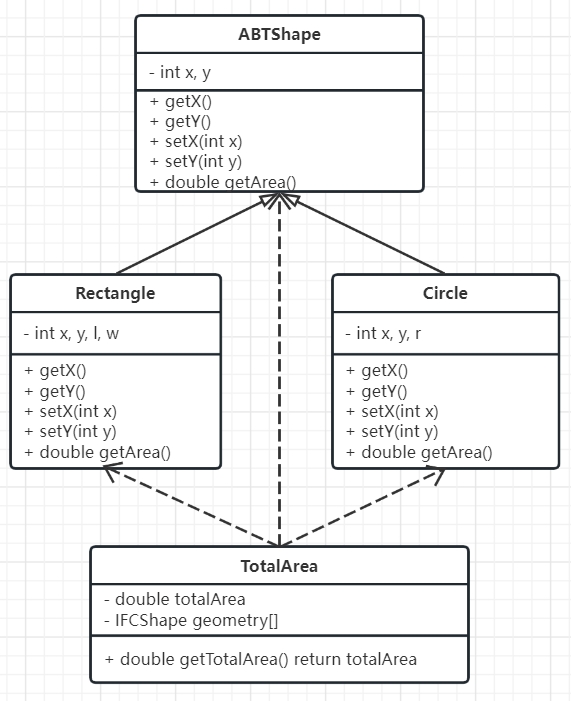 ABTShape
- int x, y
+ getX()
+ getY()
+ setX(int x)
+ setY(int y)
+ double getArea()
Rectangle
- int x, y, l, w
+ getX()
+ getY()
+ setX(int x)
+ setY(int y)
+ double getArea()
Circle
- int x, y, r
+ getX()
+ getY()
+ setX(int x)
+ setY(int y)
+ double getArea()
TotalArea
- double totalArea
- IFCShape geometry[]
+ double getTotalArea() return totalArea